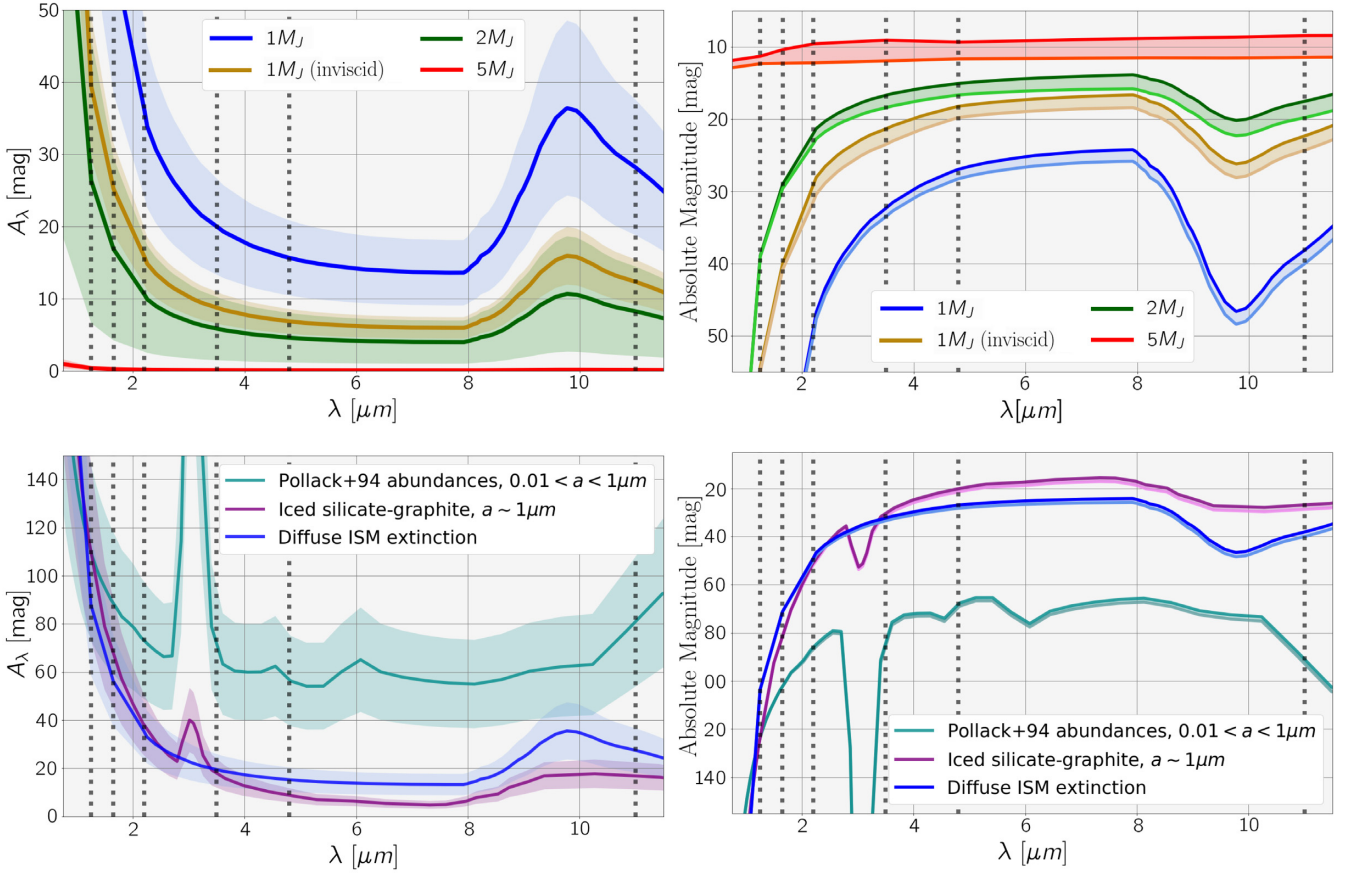 50
40
30
20
10
0
A_λ [mag]
1M_J
1M_J (inviscid)
2M_J
5M_J
2 4 6 8 10
λ [μm]
10
20
30
40
50
Absolute Magnitude [mag]
1M_J
1M_J (inviscid)
2M_J
5M_J
2 4 6 8 10
λ[μm]
140
120
100
80
60
40
20
0
A_λ [mag]
Pollack+94 abundances, 0.01 < a < 1μm
Iced silicate-graphite, a ~ 1μm
Diffuse ISM extinction
2 4 6 8 10
λ [μm]
20
40
60
80
00
20
140
Absolute Magnitude [mag]
Pollack+94 abundances, 0.01 < a < 1μm
Iced silicate-graphite, a ~ 1μm
Diffuse ISM extinction
2 4 6 8 10
λ [μm]